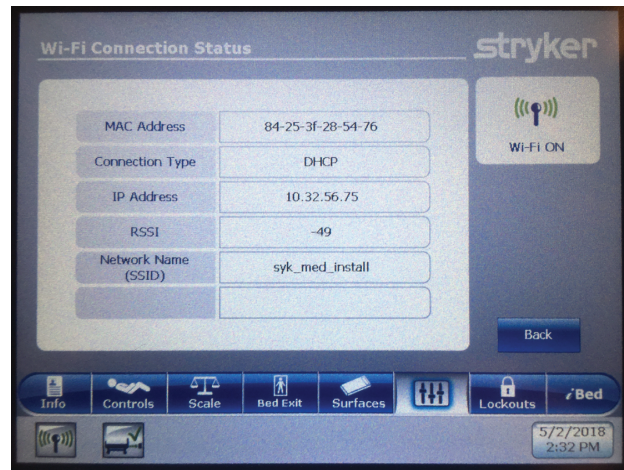 Wi-Fi Connection Status
stryker
MAC Address 84-25-3f-28-54-76
Connection Type DHCP
IP Address 10.32.56.75
RSSI -49
Network Name
(SSID) syk_med_install
Wi-Fi ON
Back
Info Controls Scale Bed Exit Surfaces Lockouts iBed
5/2/2018
2:32 PM